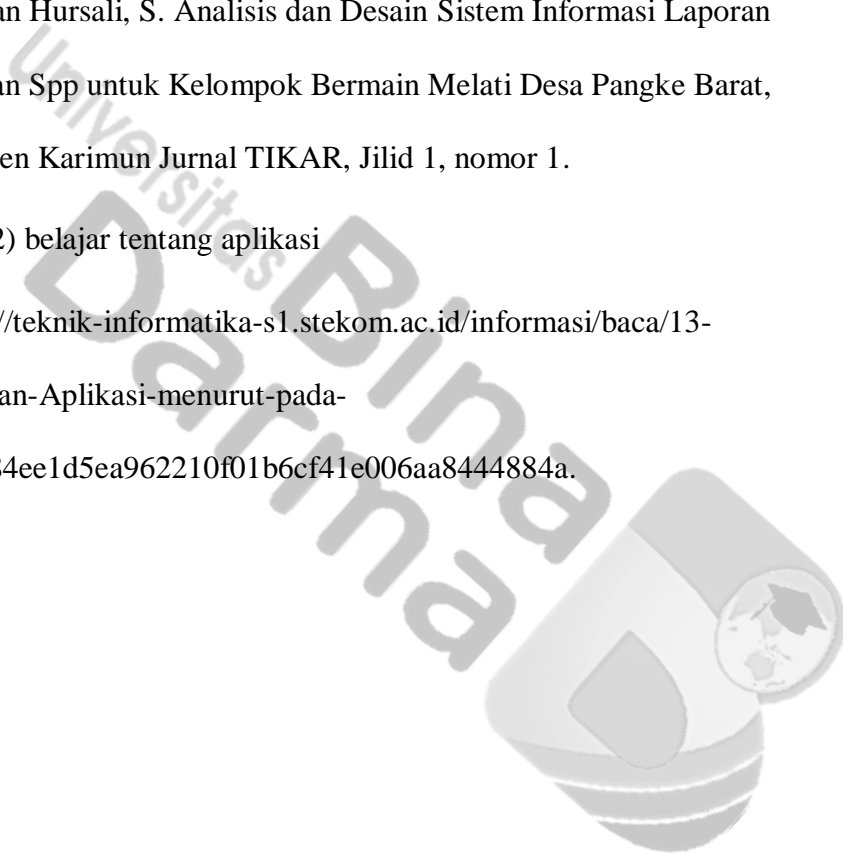 an Hursali, S. Analisis dan Desain Sistem Informasi Laporan
an Spp untuk Kelompok Bermain Melati Desa Pangke Barat,
en Karimun Jurnal TIKAR, Jilid 1, nomor 1.
2) belajar tentang aplikasi
//teknik-informatika-s1.stekom.ac.id/informasi/baca/13-
an-Aplikasi-menurut-pada-
84ee1d5ea962210f01b6cf41e006aa8444884a.
Universitas
Bina
Darma